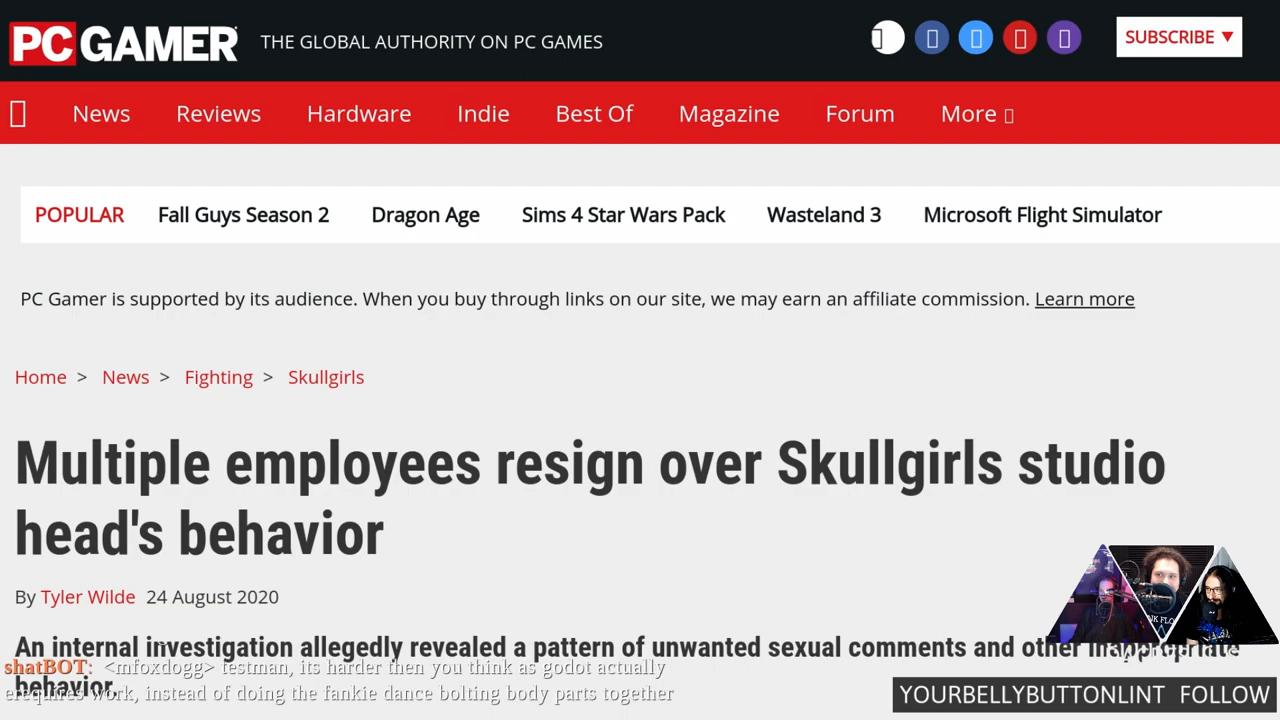 PC GAMER THE GLOBAL AUTHORITY ON PC GAMES SUBSCRIBE
News Reviews Hardware Indie Best Of Magazine Forum More
POPULAR Fall Guys Season 2 Dragon Age Sims 4 Star Wars Pack Wasteland 3 Microsoft Flight Simulator
PC Gamer is supported by its audience. When you buy through links on our site, we may earn an affiliate commission. Learn more
Home > News > Fighting > Skullgirls
Multiple employees resign over Skullgirls studio
head's behavior
By Tyler Wilde 24 August 2020
An internal investigation allegedly revealed a pattern of unwanted sexual comments and other inappropriate
behavior.
shatBOT: <mfoxdogg> testman, its harder then you think as godot actually
erequires work, instead of doing the fankie dance bolting body parts together
YOURBELLYBUTTONLINT FOLLOW